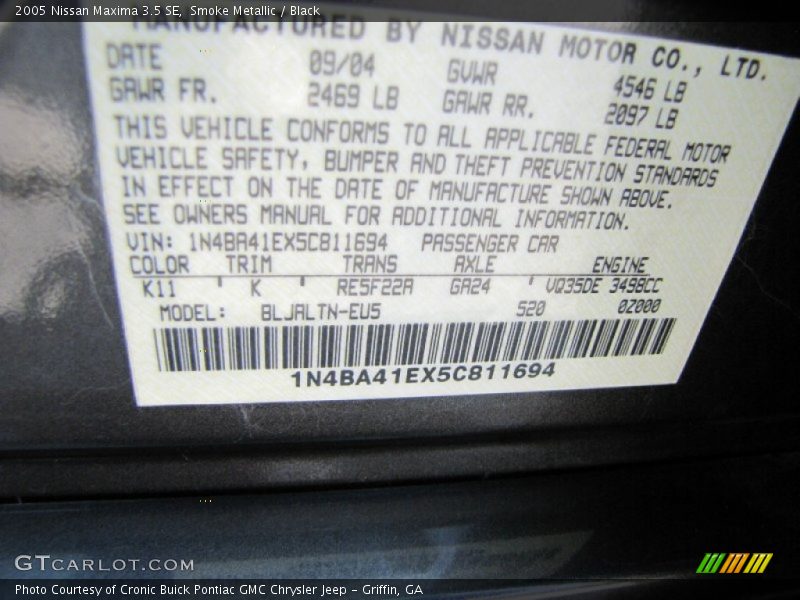 2005 Nissan Maxima 3.5 SE, Smoke Metallic / Black
MANUFACTURED BY NISSAN MOTOR CO., LTD.
DATE 09/04 GVWR 4546 LB
GAWR FR. 2469 LB GAWR RR. 2097 LB
THIS VEHICLE CONFORMS TO ALL APPLICABLE FEDERAL MOTOR
VEHICLE SAFETY, BUMPER AND THEFT PREVENTION STANDARDS
IN EFFECT ON THE DATE OF MANUFACTURE SHOWN ABOVE.
SEE OWNERS MANUAL FOR ADDITIONAL INFORMATION.
VIN: 1N4BA41EX5C811694 PASSENGER CAR
COLOR TRIM TRANS AXLE ENGINE
K11 ' K ' RE5F22A GA24 ' VQ35DE 3498CC
MODEL: BLJALTN-EU5 S20 0Z000
1N4BA41EX5C811694
GTCARLOT.COM
Photo Courtesy of Cronic Buick Pontiac GMC Chrysler Jeep - Griffin, GA